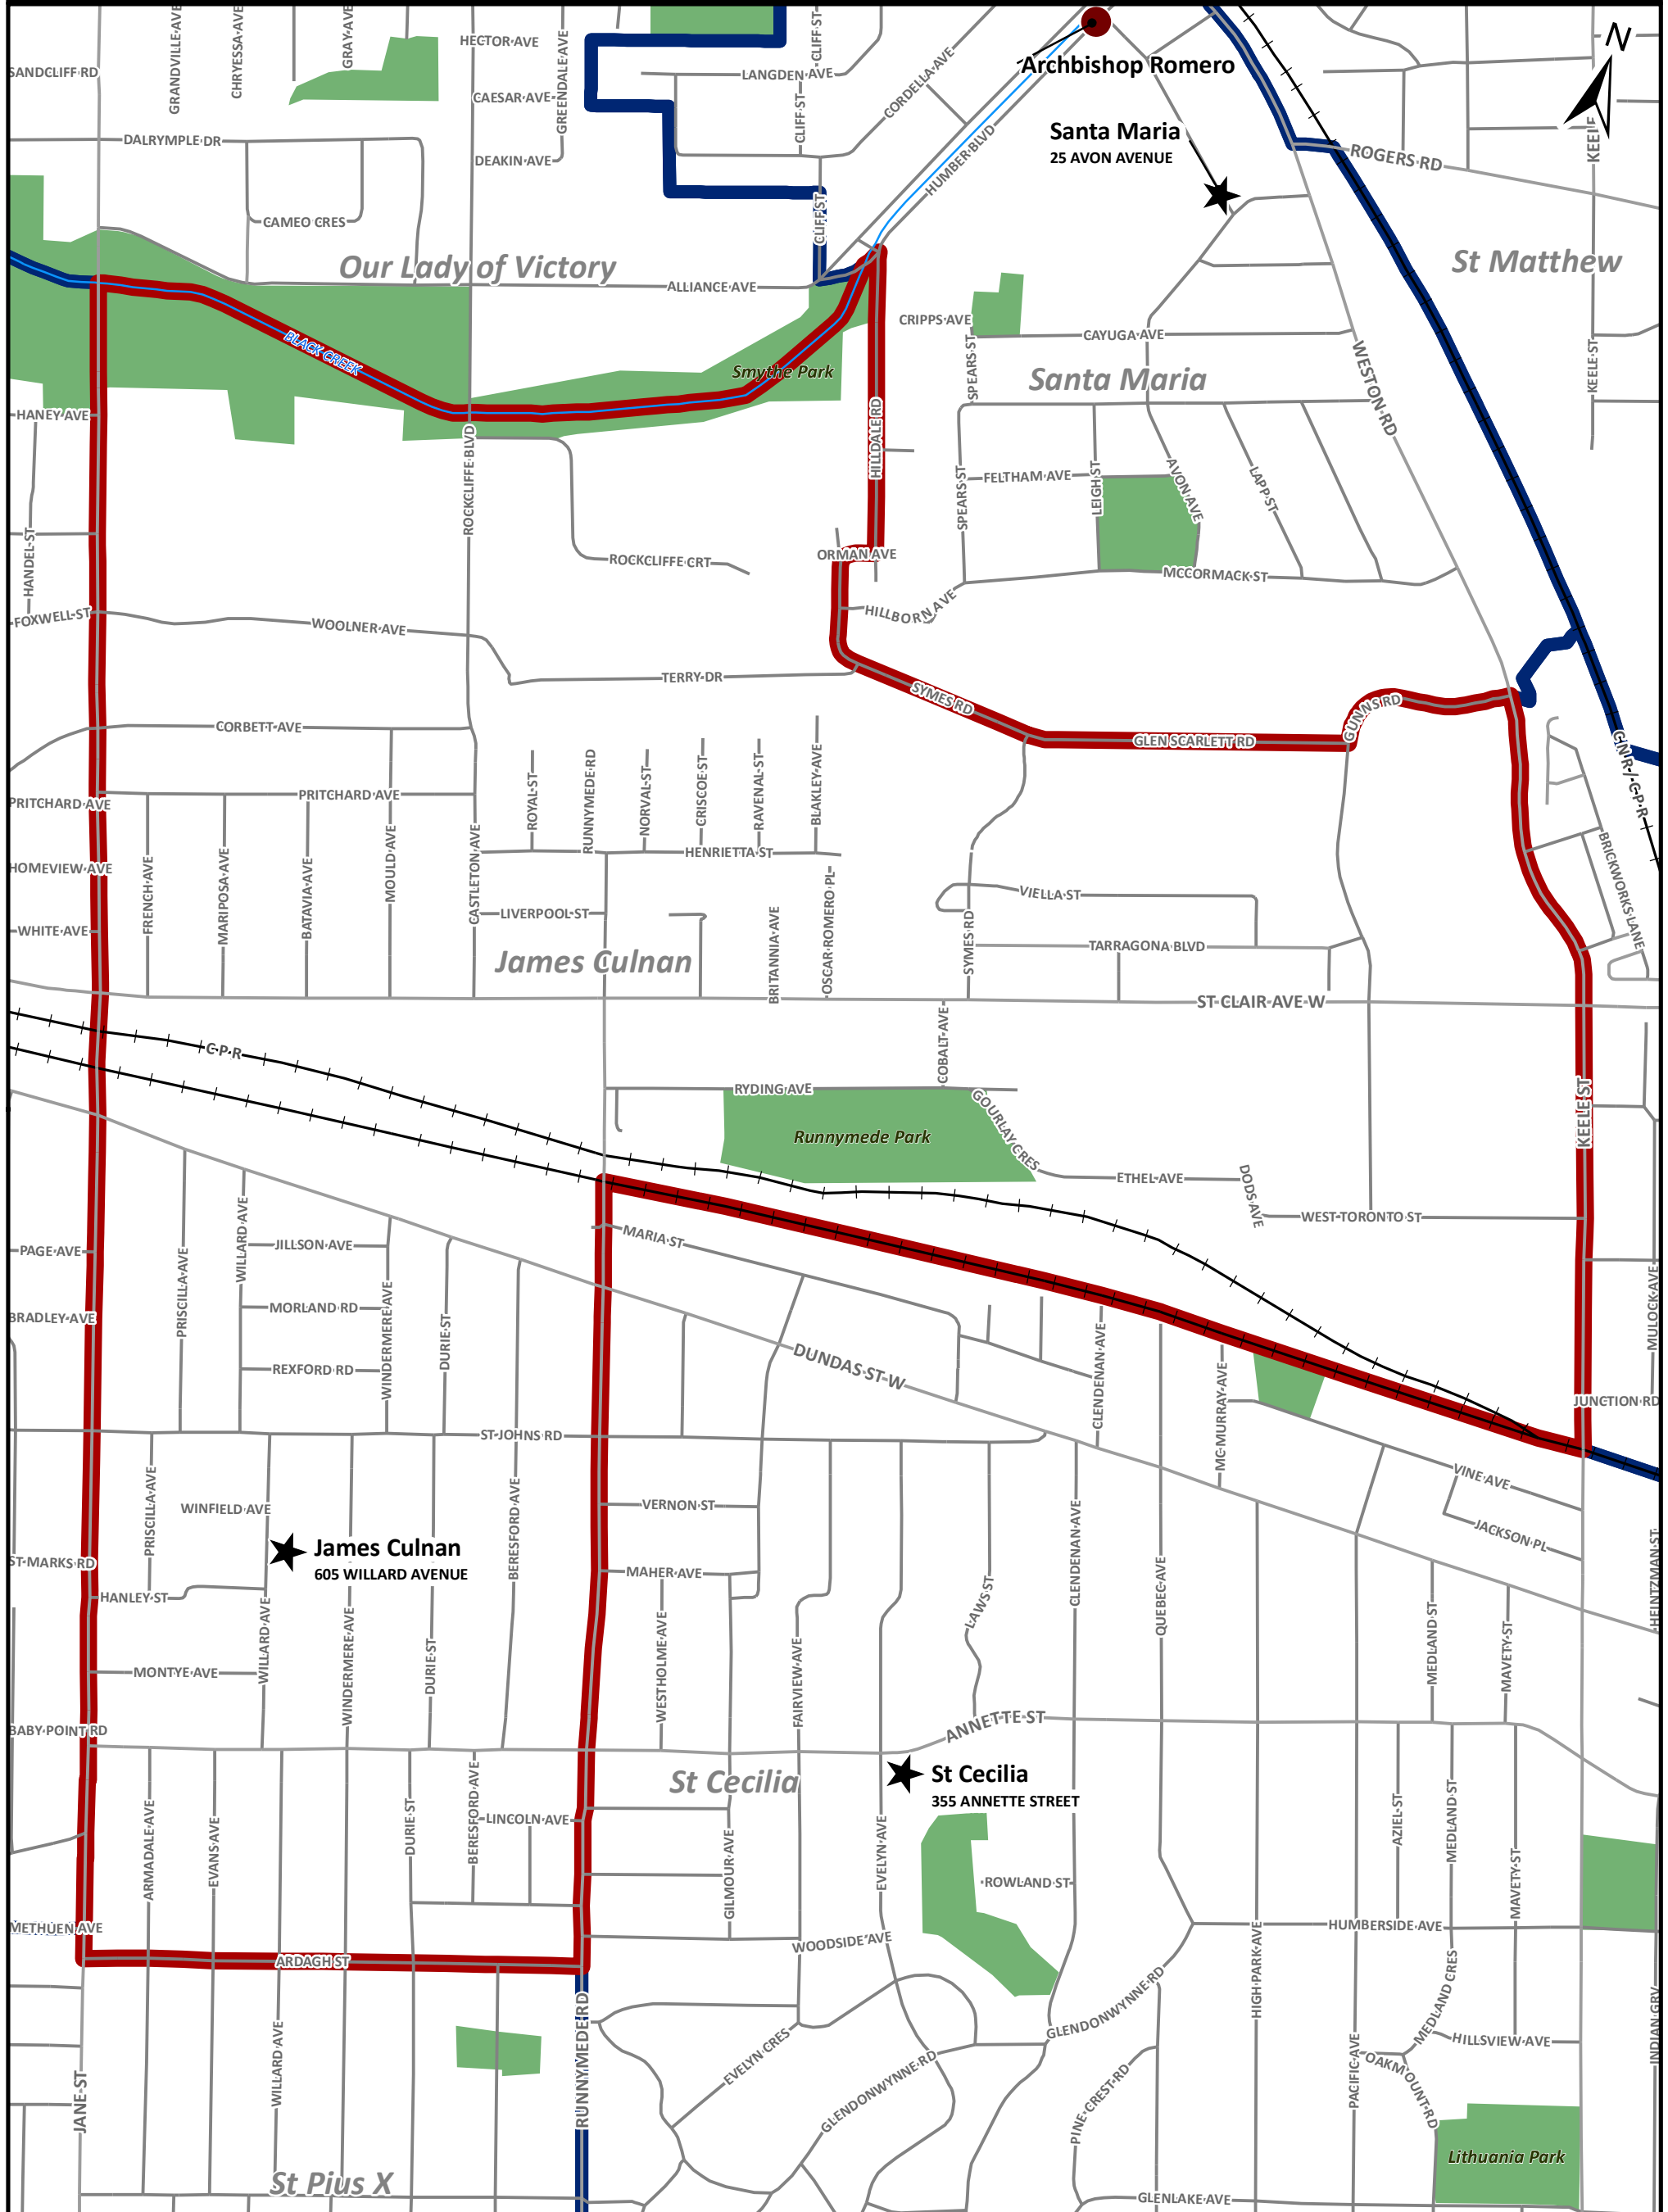 GRANDVILLE AVE
CHRYESSA AVE
GRAY AVE
HECTOR AVE
GREENDALE AVE
CLIFF ST
SANDCLIFF RD
LANGDEN AVE
CORDELLA AVE
Archbishop Romero
N
CAESAR AVE
CLIFF ST
DALRYMPLE DR
DEAKIN AVE
HUMBER BLVD
Santa Maria
25 AVON AVENUE
ROGERS RD
KEELE
CAMEO CRES
CLIFF ST
Our Lady of Victory
St Matthew
ALLIANCE AVE
CRIPPS AVE
CAYUGA AVE
BLACK CREEK
Smythe Park
SPEARS ST
Santa Maria
WESTON RD
KEELE ST
HANEY AVE
ROCKCLIFFE BLVD
HILLDALE RD
SPEARS ST
FELTHAM AVE
LEIGH ST
AVON AVE
LAPP ST
HANDEL ST
ROCKCLIFFE CRT
ORMAN AVE
MCCORMACK ST
FOXWELL ST
WOOLNER AVE
HILLBORN AVE
TERRY DR
SYMES RD
GUNNS RD
CORBETT AVE
GLEN SCARLETT RD
C N R / C P R
PRITCHARD AVE
PRITCHARD AVE
ROYAL ST
RUNNYMEDE RD
NORVAL ST
CRISCOE ST
RAVENAL ST
BLAKLEY AVE
HOMEVIEW AVE
FRENCH AVE
MARIPOSA AVE
BATAVIA AVE
MOULD AVE
CASTLETON AVE
HENRIETTA ST
BRICKWORKS LANE
VIELLA ST
WHITE AVE
LIVERPOOL ST
BRITANNIA AVE
OSCAR ROMERO PL
SYMES RD
TARRAGONA BLVD
James Culnan
ST CLAIR AVE W
C P R
COBALT AVE
RYDING AVE
GOURLAY CRES
KEELE ST
Runnymede Park
ETHEL AVE
DODS AVE
WEST TORONTO ST
PAGE AVE
PRISCILLA AVE
WILLARD AVE
JILLSON AVE
MARIA ST
BRADLEY AVE
MORLAND RD
WINDERMERE AVE
DURIE ST
MULOCK AVE
REXFORD RD
DUNDAS ST W
CLENDENAN AVE
MC MURRAY AVE
JUNCTION RD
ST JOHNS RD
VINE AVE
PRISCILLA AVE
WINFIELD AVE
BERESFORD AVE
VERNON ST
CLENDENAN AVE
QUEBEC AVE
JACKSON PL
HEINTZMAN ST
James Culnan
605 WILLARD AVENUE
ST MARKS RD
HANLEY ST
MAHER AVE
LAWS ST
WILLARD AVE
WINDERMERE AVE
DURIE ST
WESTHOLME AVE
FAIRVIEW AVE
MEDLAND ST
MAVETY ST
MONTYE AVE
BABY POINT RD
ANNETTE ST
St Cecilia
St Cecilia
355 ANNETTE STREET
ARMADALE AVE
EVANS AVE
DURIE ST
BERESFORD AVE
LINCOLN AVE
GILMOUR AVE
EVELYN AVE
AZIEL ST
MEDLAND ST
MAVETY ST
ROWLAND ST
METHUEN AVE
WOODSIDE AVE
HIGH PARK AVE
HUMBERSIDE AVE
ARDAGH ST
GLENDONWYNNE RD
MEDLAND CRES
HILLSVIEW AVE
INDIAN GRV
JANE ST
WILLARD AVE
RUNNYMEDE RD
EVELYN CRES
GLENDONWYNNE RD
PINE CREST RD
PACIFIC AVE
OAKMOUNT RD
Lithuania Park
St Pius X
GLENLAKE AVE